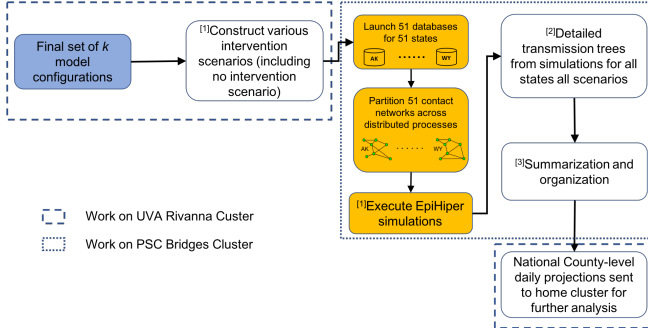 Final set of k
model
configurations
[1]Construct various
intervention
scenarios (including
no intervention
scenario)
Launch 51 databases
for 51 states
AK
......
WY
Partition 51 contact
networks across
distributed processes
AK
......
WY
[1]Execute EpiHiper
simulations
[2]Detailed
transmission trees
from simulations for all
states all scenarios
[3]Summarization and
organization
National County-level
daily projections sent
to home cluster for
further analysis
Work on UVA Rivanna Custer
Work on PSC Bridges Cluster